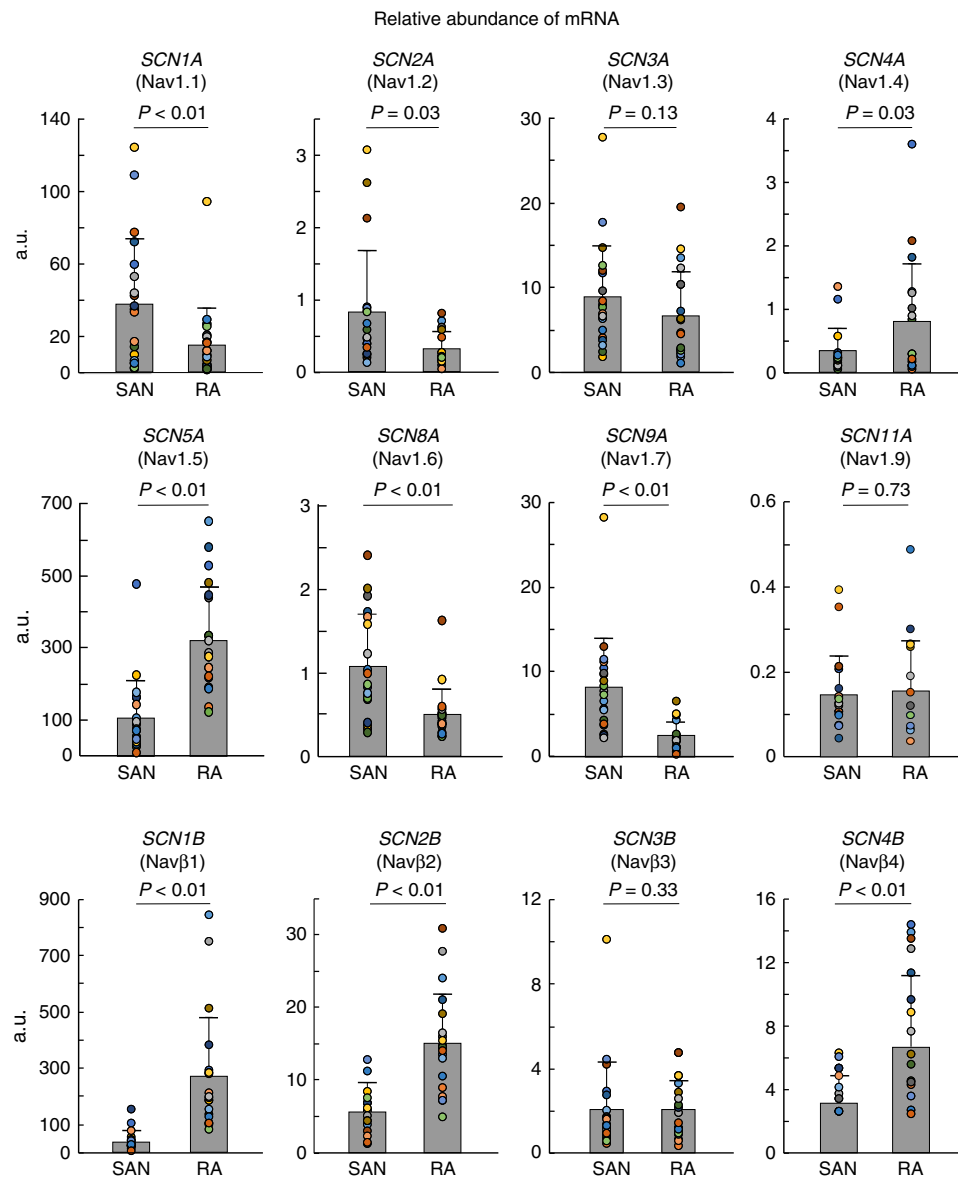 Relative abundance of mRNA
SCN1A
(Nav1.1)
P < 0.01
140
120
80
60
40
20
0
a.u.
SAN RA
SCN2A
(Nav1.2)
P = 0.03
3
2
1
0
SAN RA
SCN3A
(Nav1.3)
P = 0.13
30
20
10
0
SAN RA
SCN4A
(Nav1.4)
P = 0.03
4
3
2
1
0
SAN RA
SCN5A
(Nav1.5)
P < 0.01
700
500
300
100
0
a.u.
SAN RA
SCN8A
(Nav1.6)
P < 0.01
3
2
1
0
SAN RA
SCN9A
(Nav1.7)
P < 0.01
30
20
10
0
SAN RA
SCN11A
(Nav1.9)
P = 0.73
0.6
0.4
0.2
0
SAN RA
SCN1B
(Navβ1)
P < 0.01
900
700
500
300
100
0
a.u.
SAN RA
SCN2B
(Navβ2)
P < 0.01
30
20
10
0
SAN RA
SCN3B
(Navβ3)
P = 0.33
12
8
4
0
SAN RA
SCN4B
(Navβ4)
P < 0.01
16
12
8
4
0
SAN RA